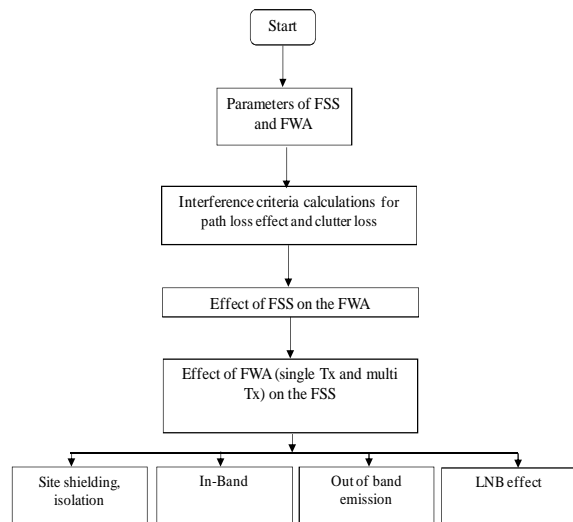 Start
Parameters of FSS
and FWA
Interference criteria calculations for
path loss effect and clutter loss
Effect of FSS on the FWA
Effect of FWA (single Tx and multi
Tx) on the FSS
Site shielding,
isolation
In-Band
Out of band
emission
LNB effect